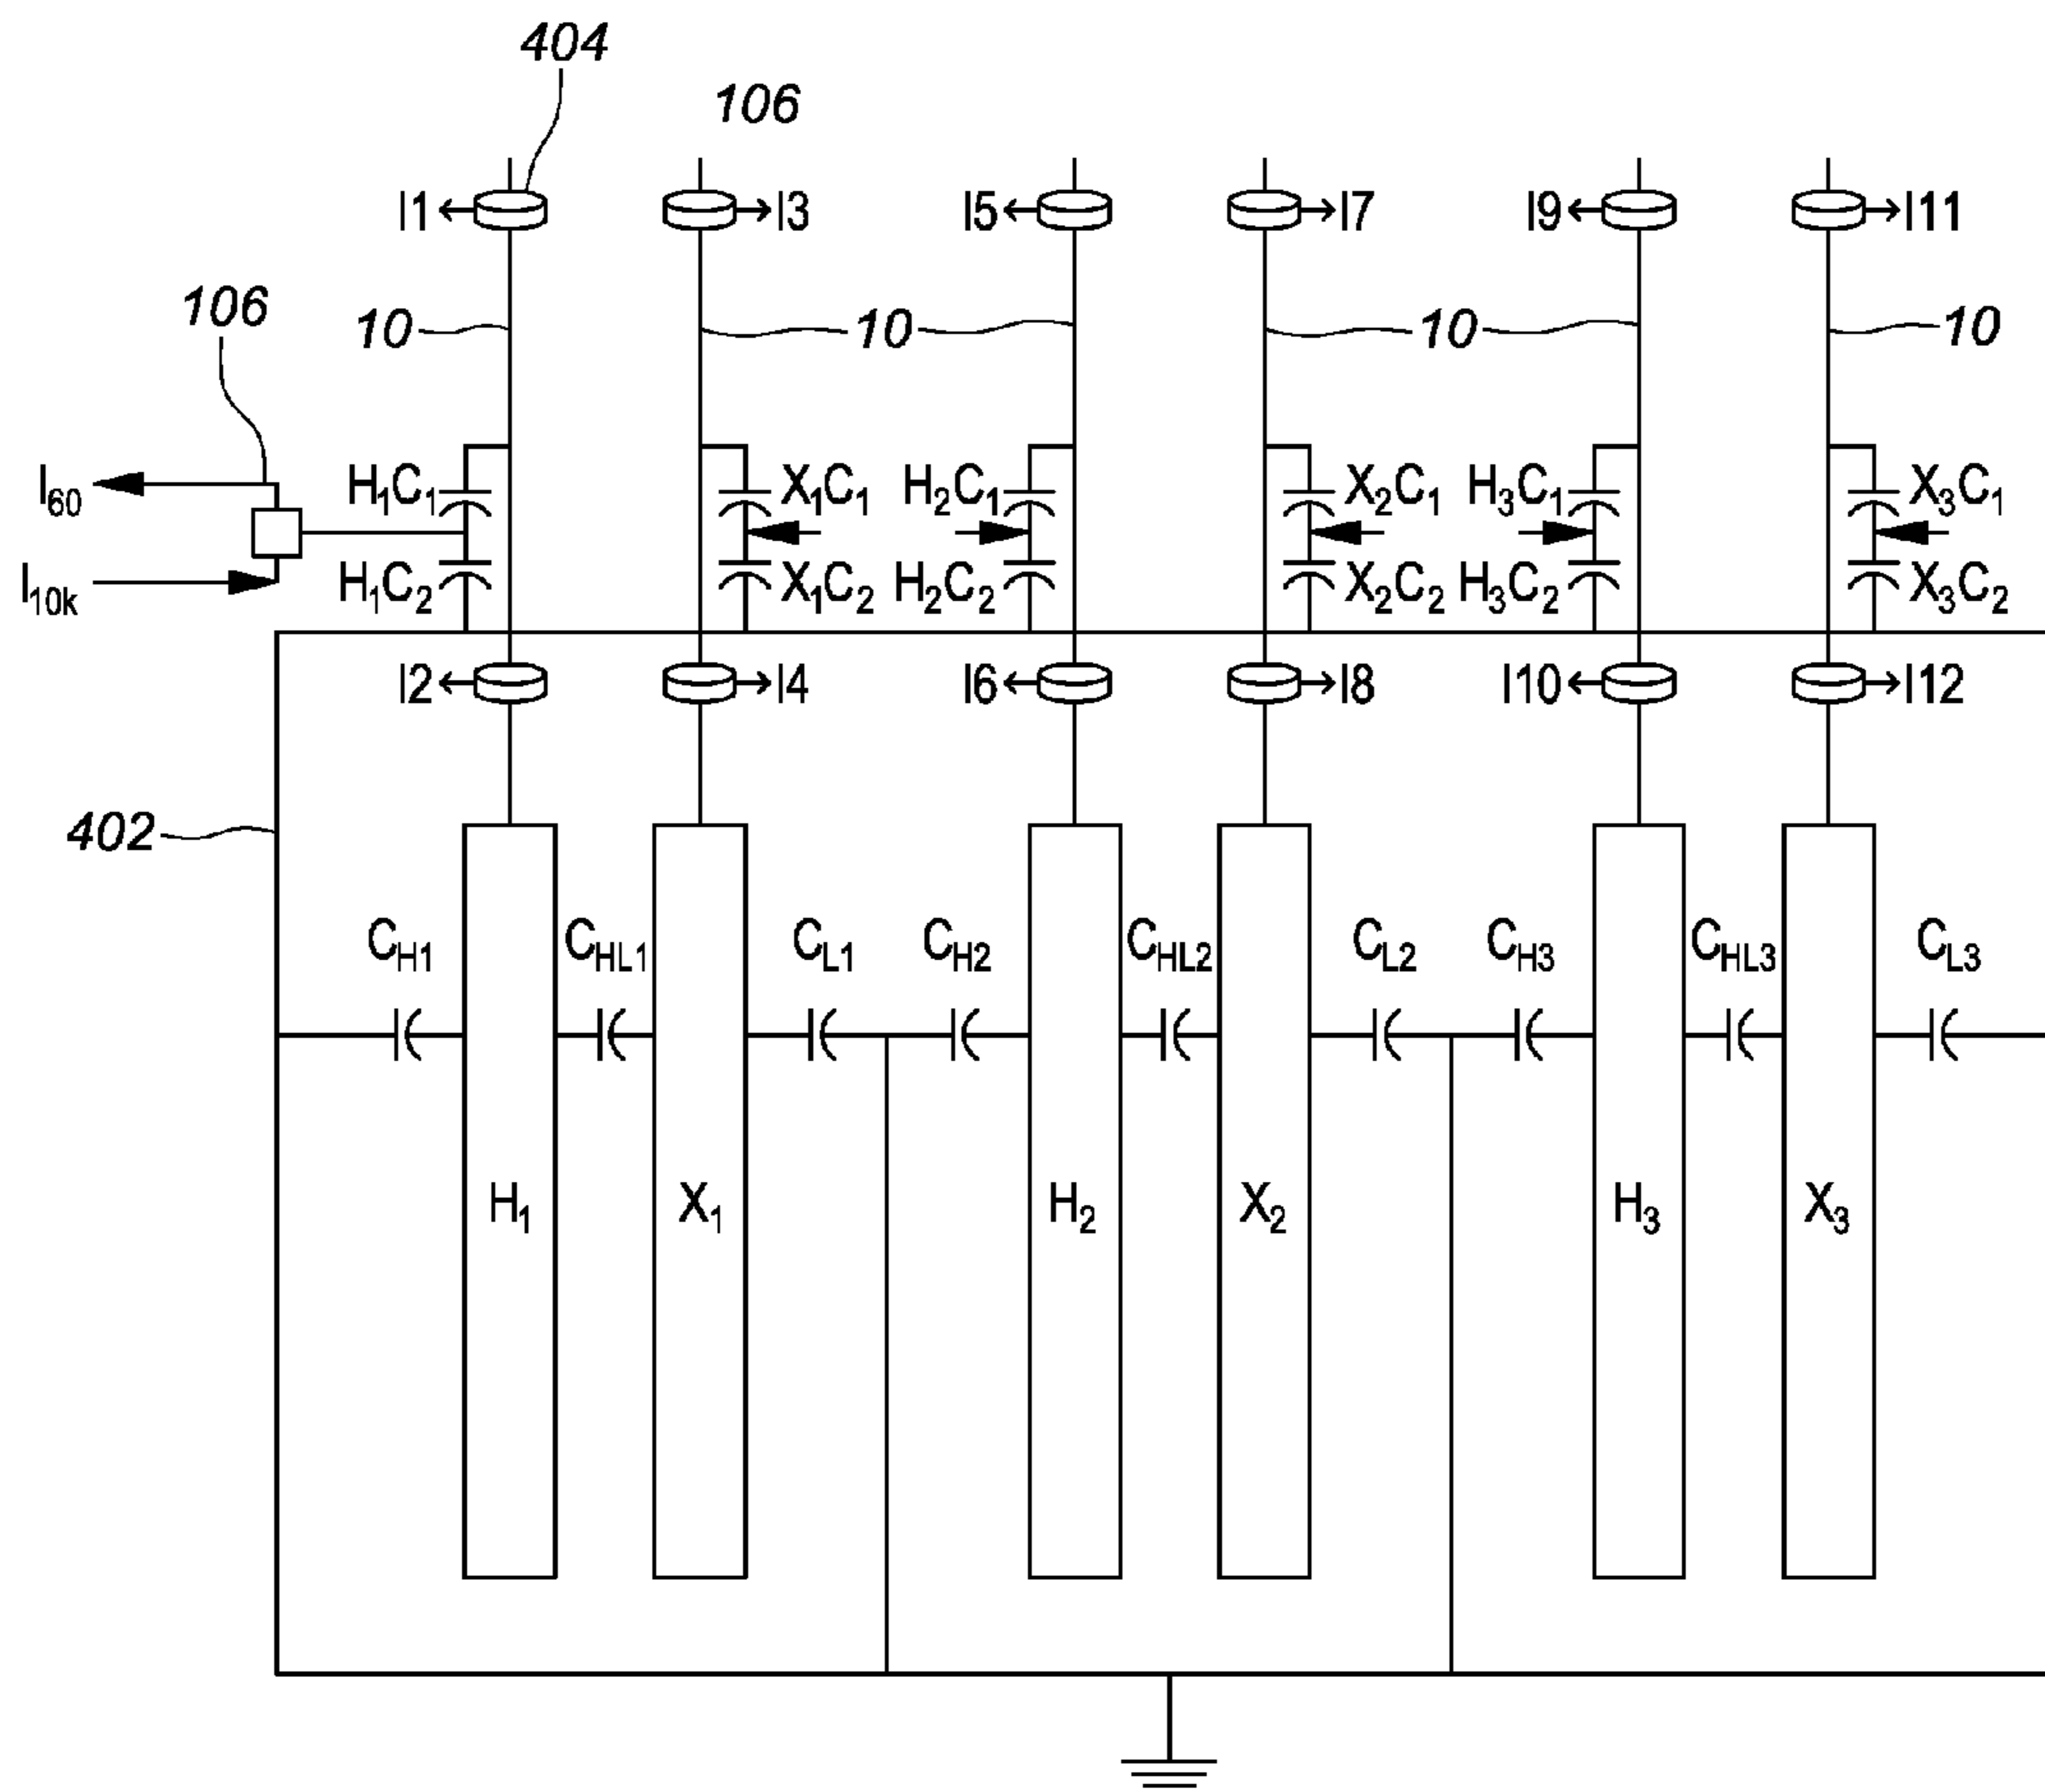 404
106
I1 I3 I5 I7 I9 I11
106 10 10 10 10
I60 H1C1 X1C1 H2C1 X2C1 H3C1 X3C1
I10k H1C2 X1C2 H2C2 X2C2 H3C2 X3C2
I2 I4 I6 I8 I10 I12
402
CH1 CHL1 CL1 CH2 CHL2 CL2 CH3 CHL3 CL3
H1 X1 H2 X2 H3 X3